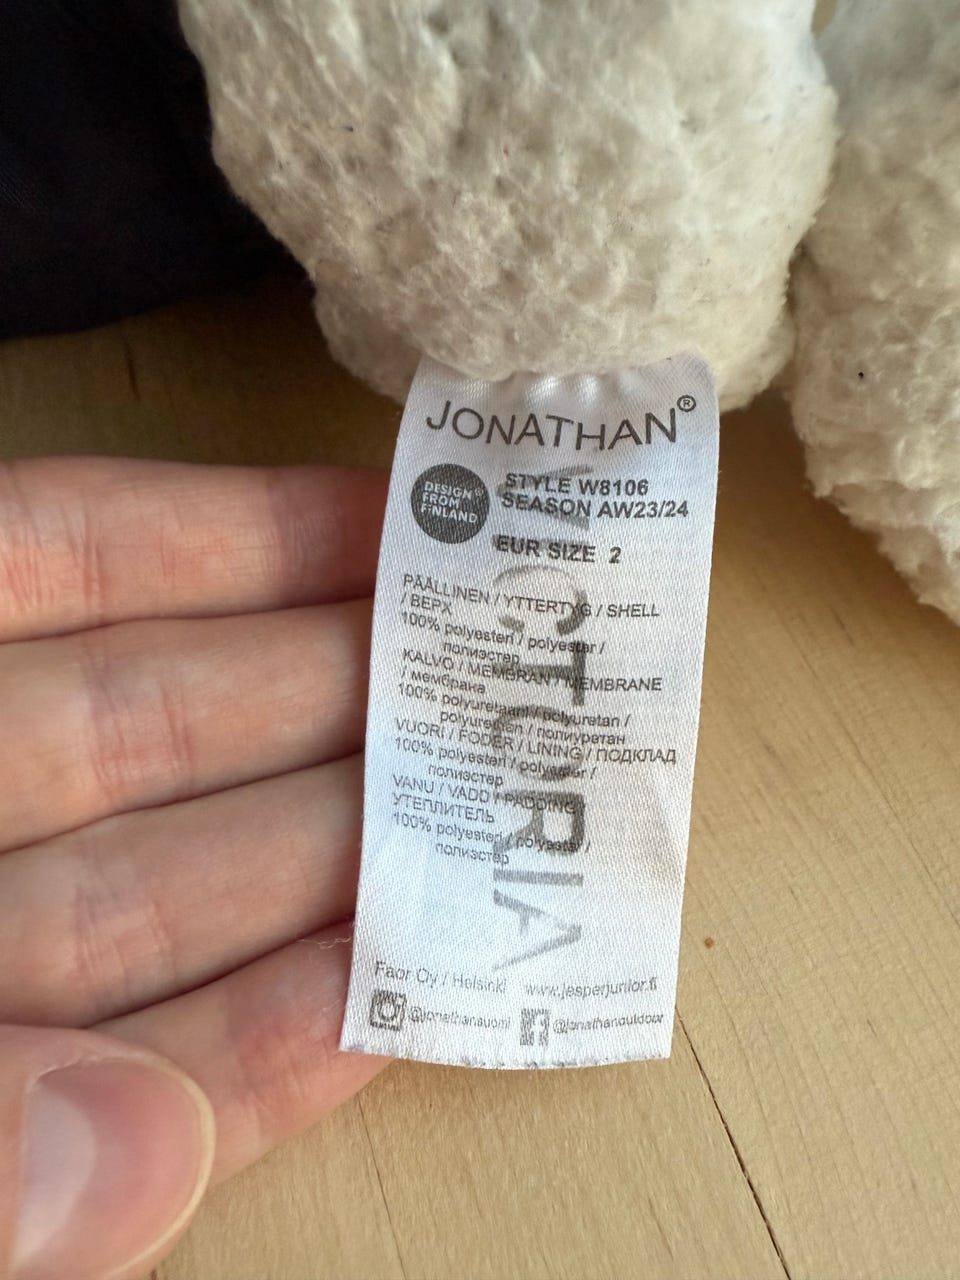 JONATHAN®
DESIGN®
FROM
FINLAND
STYLE W8106
SEASON AW23/24
EUR SIZE 2
PÄÄLLINEN / YTTERTYG / SHELL
/ ВЕРХ
100% polyesteri / polyester /
полиэстер
KALVO / MEMBRAN / MEMBRANE
/ мембрана
100% polyuretaani / polyuretan /
polyurethan / полиуретан
VUORI / FODER / LINING / ПОДКЛАД
100% polyesteri / polyester /
полиэстер
VANU / VADD / PADDING
УТЕПЛИТЕЛЬ
100% polyesteri / polyester /
полиэстер
VICTORIA
Faor Oy / Helsinki www.jesperjunior.fi
@jonathansuomi @jonathanoutdoor